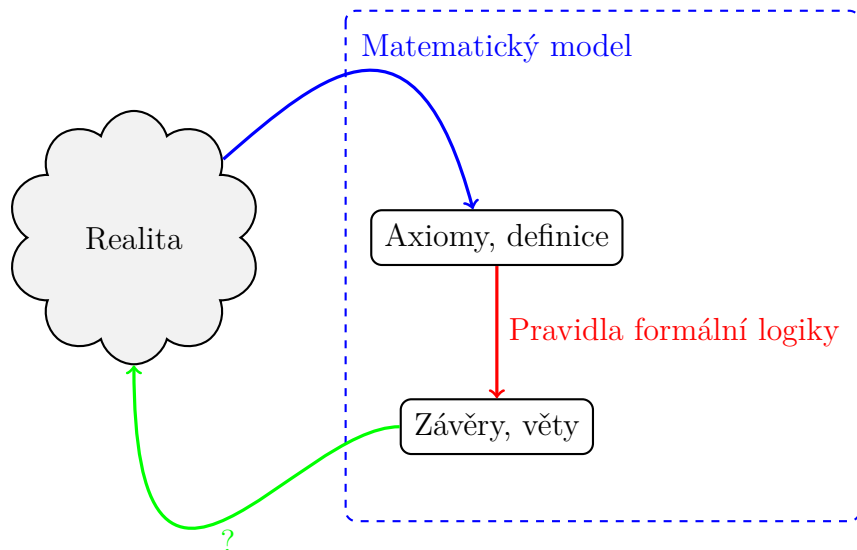 Matematický model
Realita
Axiomy, definice
Pravidla formální logiky
Závěry, věty
?